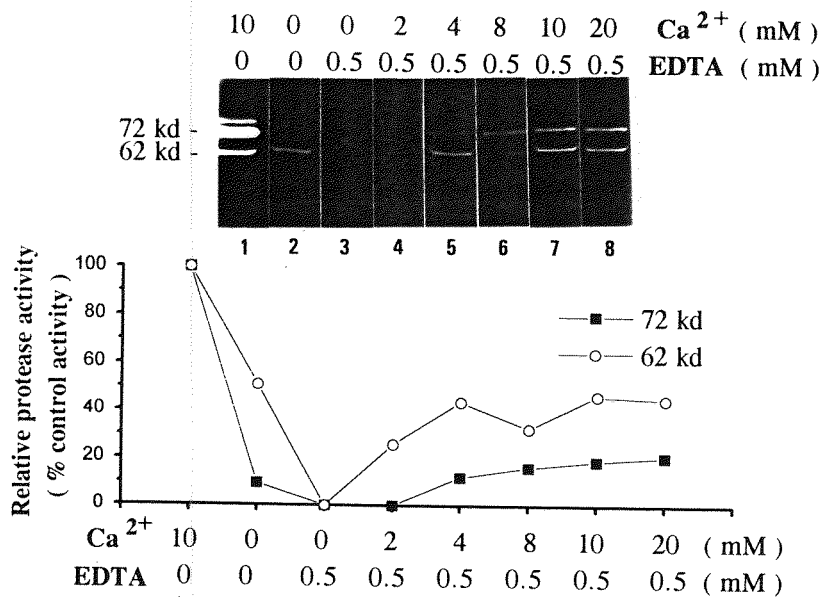 10 0 0 2 4 8 10 20 Ca 2+ ( mM )
0 0 0.5 0.5 0.5 0.5 0.5 0.5 EDTA ( mM )
72 kd -
62 kd -
1 2 3 4 5 6 7 8
Relative protease activity
( % control activity )
100
80
60
40
20
0
72 kd
62 kd
Ca 2+ 10 0 0 2 4 8 10 20 ( mM )
EDTA 0 0 0.5 0.5 0.5 0.5 0.5 0.5 ( mM )